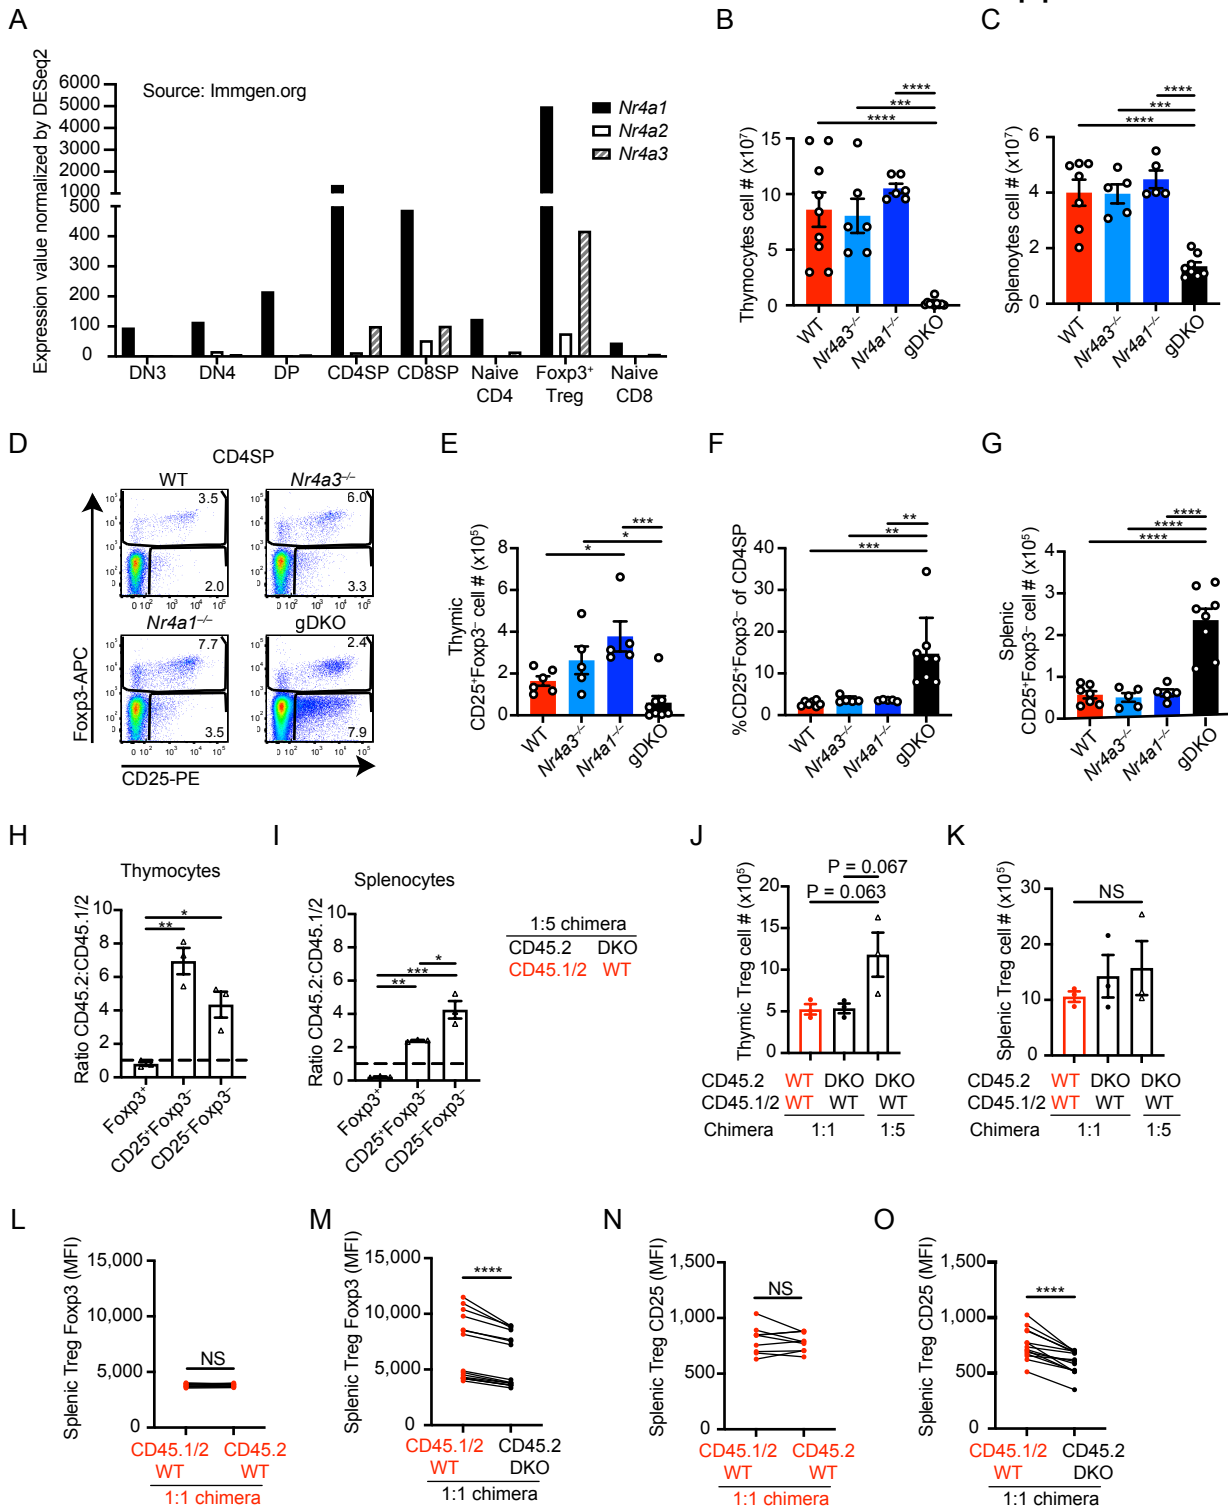 A
Expression value normalized by DESeq2
6000
5000
4000
3000
2000
1000
500
400
300
200
100
0
Source: Immgen.org
Nr4a1
Nr4a2
Nr4a3
DN3 DN4 DP CD4SP CD8SP Naive CD4 Foxp3⁺ Treg Naive CD8
B
Thymocytes cell # (x10⁷)
15
10
5
0
****
***
****
WT Nr4a3⁻/⁻ Nr4a1⁻/⁻ gDKO
C
Splenocytes cell # (x10⁷)
6
4
2
0
****
***
****
WT Nr4a3⁻/⁻ Nr4a1⁻/⁻ gDKO
D
CD4SP
WT Nr4a3⁻/⁻
3.5 6.0
2.0 3.3
10⁵ 10⁴ 10³ 10² 0
0 10² 10³ 10⁴ 10⁵
Nr4a1⁻/⁻ gDKO
7.7 2.4
3.5 7.9
Foxp3-APC
CD25-PE
E
Thymic
CD25⁺Foxp3⁻ cell # (x10⁵)
8
6
4
2
0
***
*
*
WT Nr4a3⁻/⁻ Nr4a1⁻/⁻ gDKO
F
%CD25⁺Foxp3⁻ of CD4SP
40
30
20
10
0
**
**
***
WT Nr4a3⁻/⁻ Nr4a1⁻/⁻ gDKO
G
Splenic
CD25⁺Foxp3⁻ cell # (x10⁵)
4
3
2
1
0
****
****
****
WT Nr4a3⁻/⁻ Nr4a1⁻/⁻ gDKO
H
Thymocytes
Ratio CD45.2:CD45.1/2
10
8
6
4
2
0
*
**
Foxp3⁺ CD25⁺Foxp3⁻ CD25⁻Foxp3⁻
I
Splenocytes
Ratio CD45.2:CD45.1/2
10
8
6
4
2
0
*
***
**
Foxp3⁺ CD25⁺Foxp3⁻ CD25⁻Foxp3⁻
1:5 chimera
CD45.2 DKO
CD45.1/2 WT
J
Thymic Treg cell # (x10⁵)
20
15
10
5
0
P = 0.067
P = 0.063
CD45.2 WT DKO DKO
CD45.1/2 WT WT WT
Chimera 1:1 1:5
K
Splenic Treg cell # (x10⁵)
30
20
10
0
NS
CD45.2 WT DKO DKO
CD45.1/2 WT WT WT
Chimera 1:1 1:5
L
Splenic Treg Foxp3 (MFI)
15,000
10,000
5,000
0
NS
CD45.1/2 CD45.2
WT WT
1:1 chimera
M
Splenic Treg Foxp3 (MFI)
15,000
10,000
5,000
0
****
CD45.1/2 CD45.2
WT DKO
1:1 chimera
N
Splenic Treg CD25 (MFI)
1,500
1,000
500
0
NS
CD45.1/2 CD45.2
WT WT
1:1 chimera
O
Splenic Treg CD25 (MFI)
1,500
1,000
500
0
****
CD45.1/2 CD45.2
WT DKO
1:1 chimera